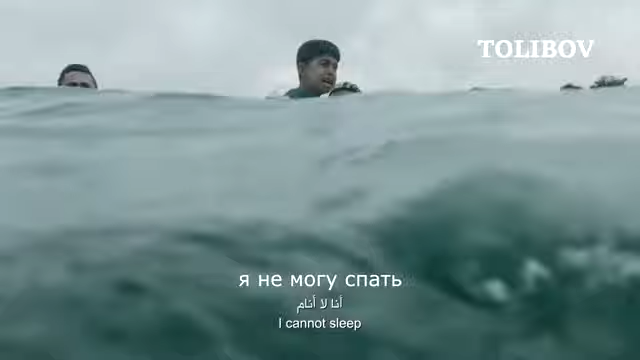 TOLIBOV
я не могу спать
أنا لا أنام
I cannot sleep